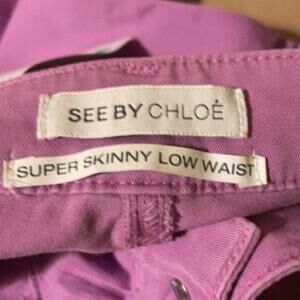 SEE BY CHLOÉ
SUPER SKINNY LOW WAIST